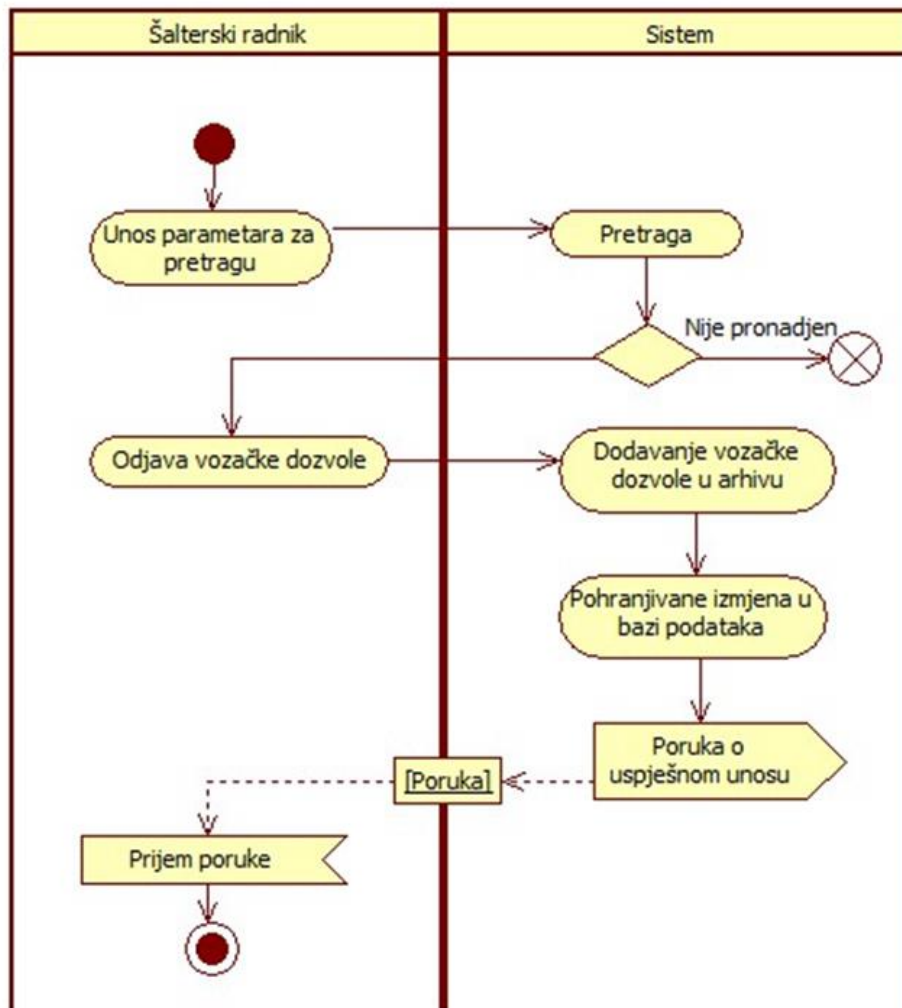 Šalterski radnik
Sistem
Unos parametara za
pretragu
Pretraga
Nije pronadjen
Odjava vozačke dozvole
Dodavanje vozačke
dozvole u arhivu
Pohranjivane izmjena u
bazi podataka
Poruka o
uspješnom unosu
[Poruka]
Prijem poruke